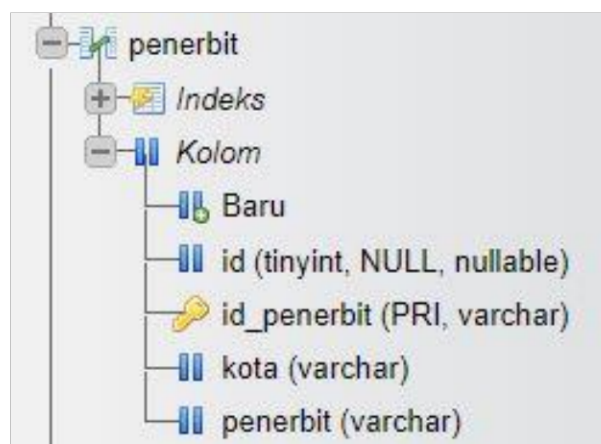 penerbit
Indeks
Kolom
Baru
id (tinyint, NULL, nullable)
id_penerbit (PRI, varchar)
kota (varchar)
penerbit (varchar)